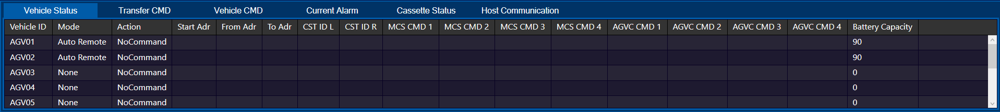 Vehicle Status Transfer CMD Vehicle CMD Current Alarm Cassette Status Host Communication
Vehicle ID Mode Action Start Adr From Adr To Adr CST ID L CST ID R MCS CMD 1 MCS CMD 2 MCS CMD 3 MCS CMD 4 AGVC CMD 1 AGVC CMD 2 AGVC CMD 3 AGVC CMD 4 Battery Capacity
AGV01 Auto Remote NoCommand 90
AGV02 Auto Remote NoCommand 90
AGV03 None NoCommand 0
AGV04 None NoCommand 0
AGV05 None NoCommand 0